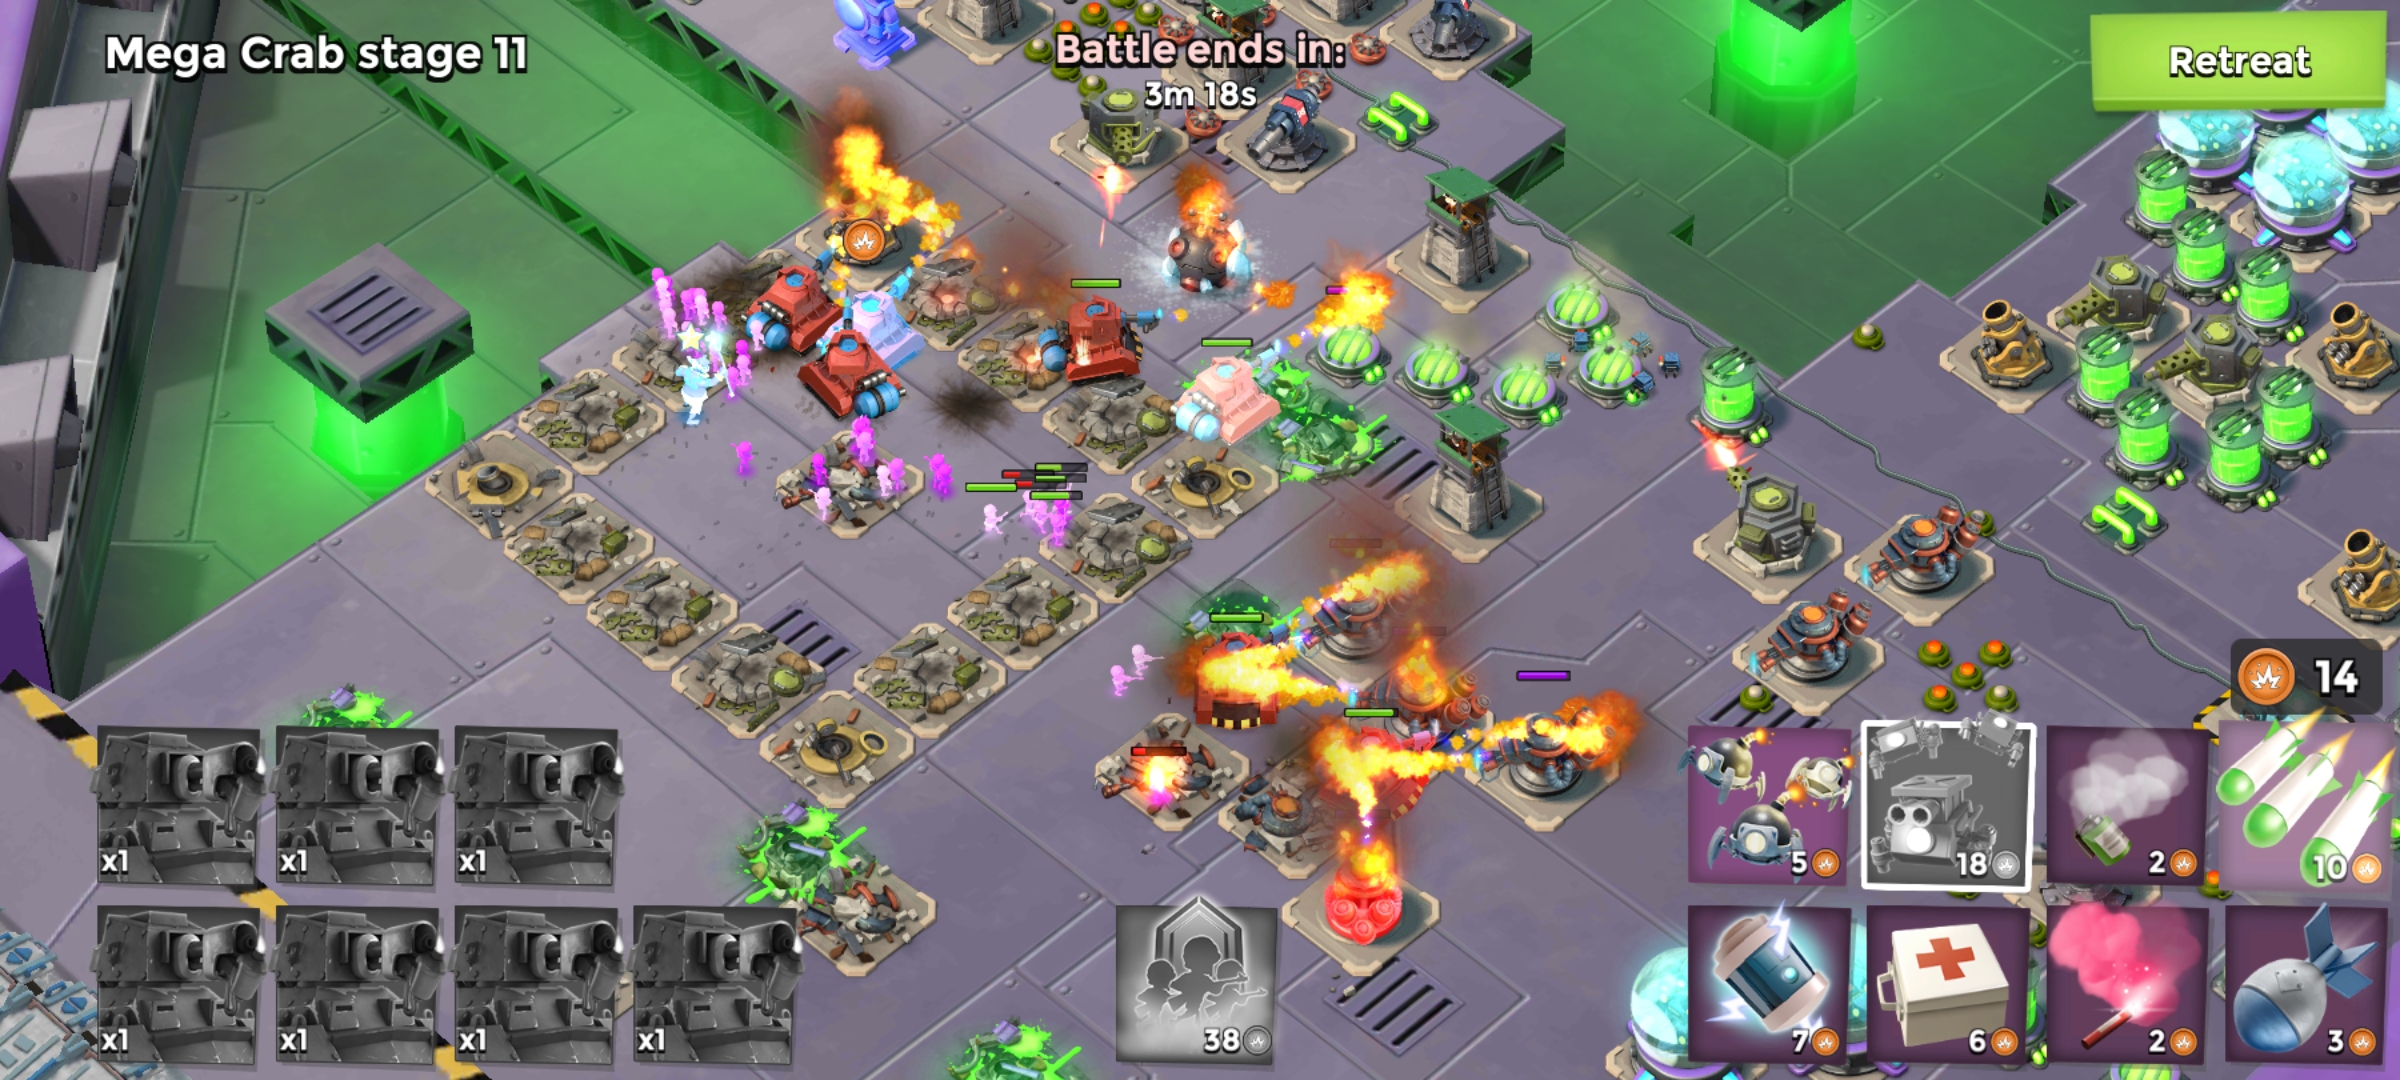 Mega Crab stage 11
Battle ends in:
3m 18s
Retreat
14
x1
x1
x1
5
18
2
10
x1
x1
x1
x1
38
7
6
2
3